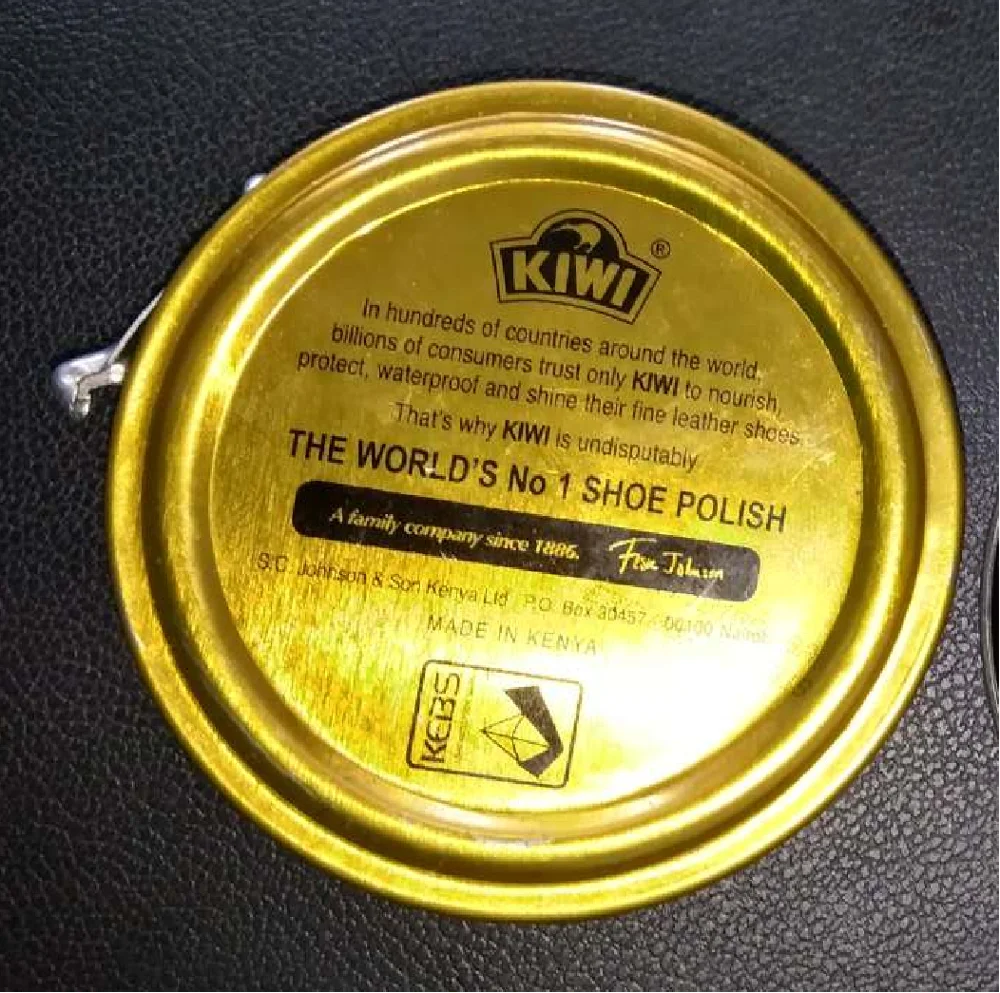 KIWI ®
In hundreds of countries around the world,
billions of consumers trust only KIWI to nourish,
protect, waterproof and shine their fine leather shoes.
That's why KIWI is undisputably
THE WORLD'S No 1 SHOE POLISH
A family company since 1886. Fisk Johnson
S.C. Johnson & Son Kenya Ltd P.O. Box 30457 - 00100
MADE IN KENYA
KEBS